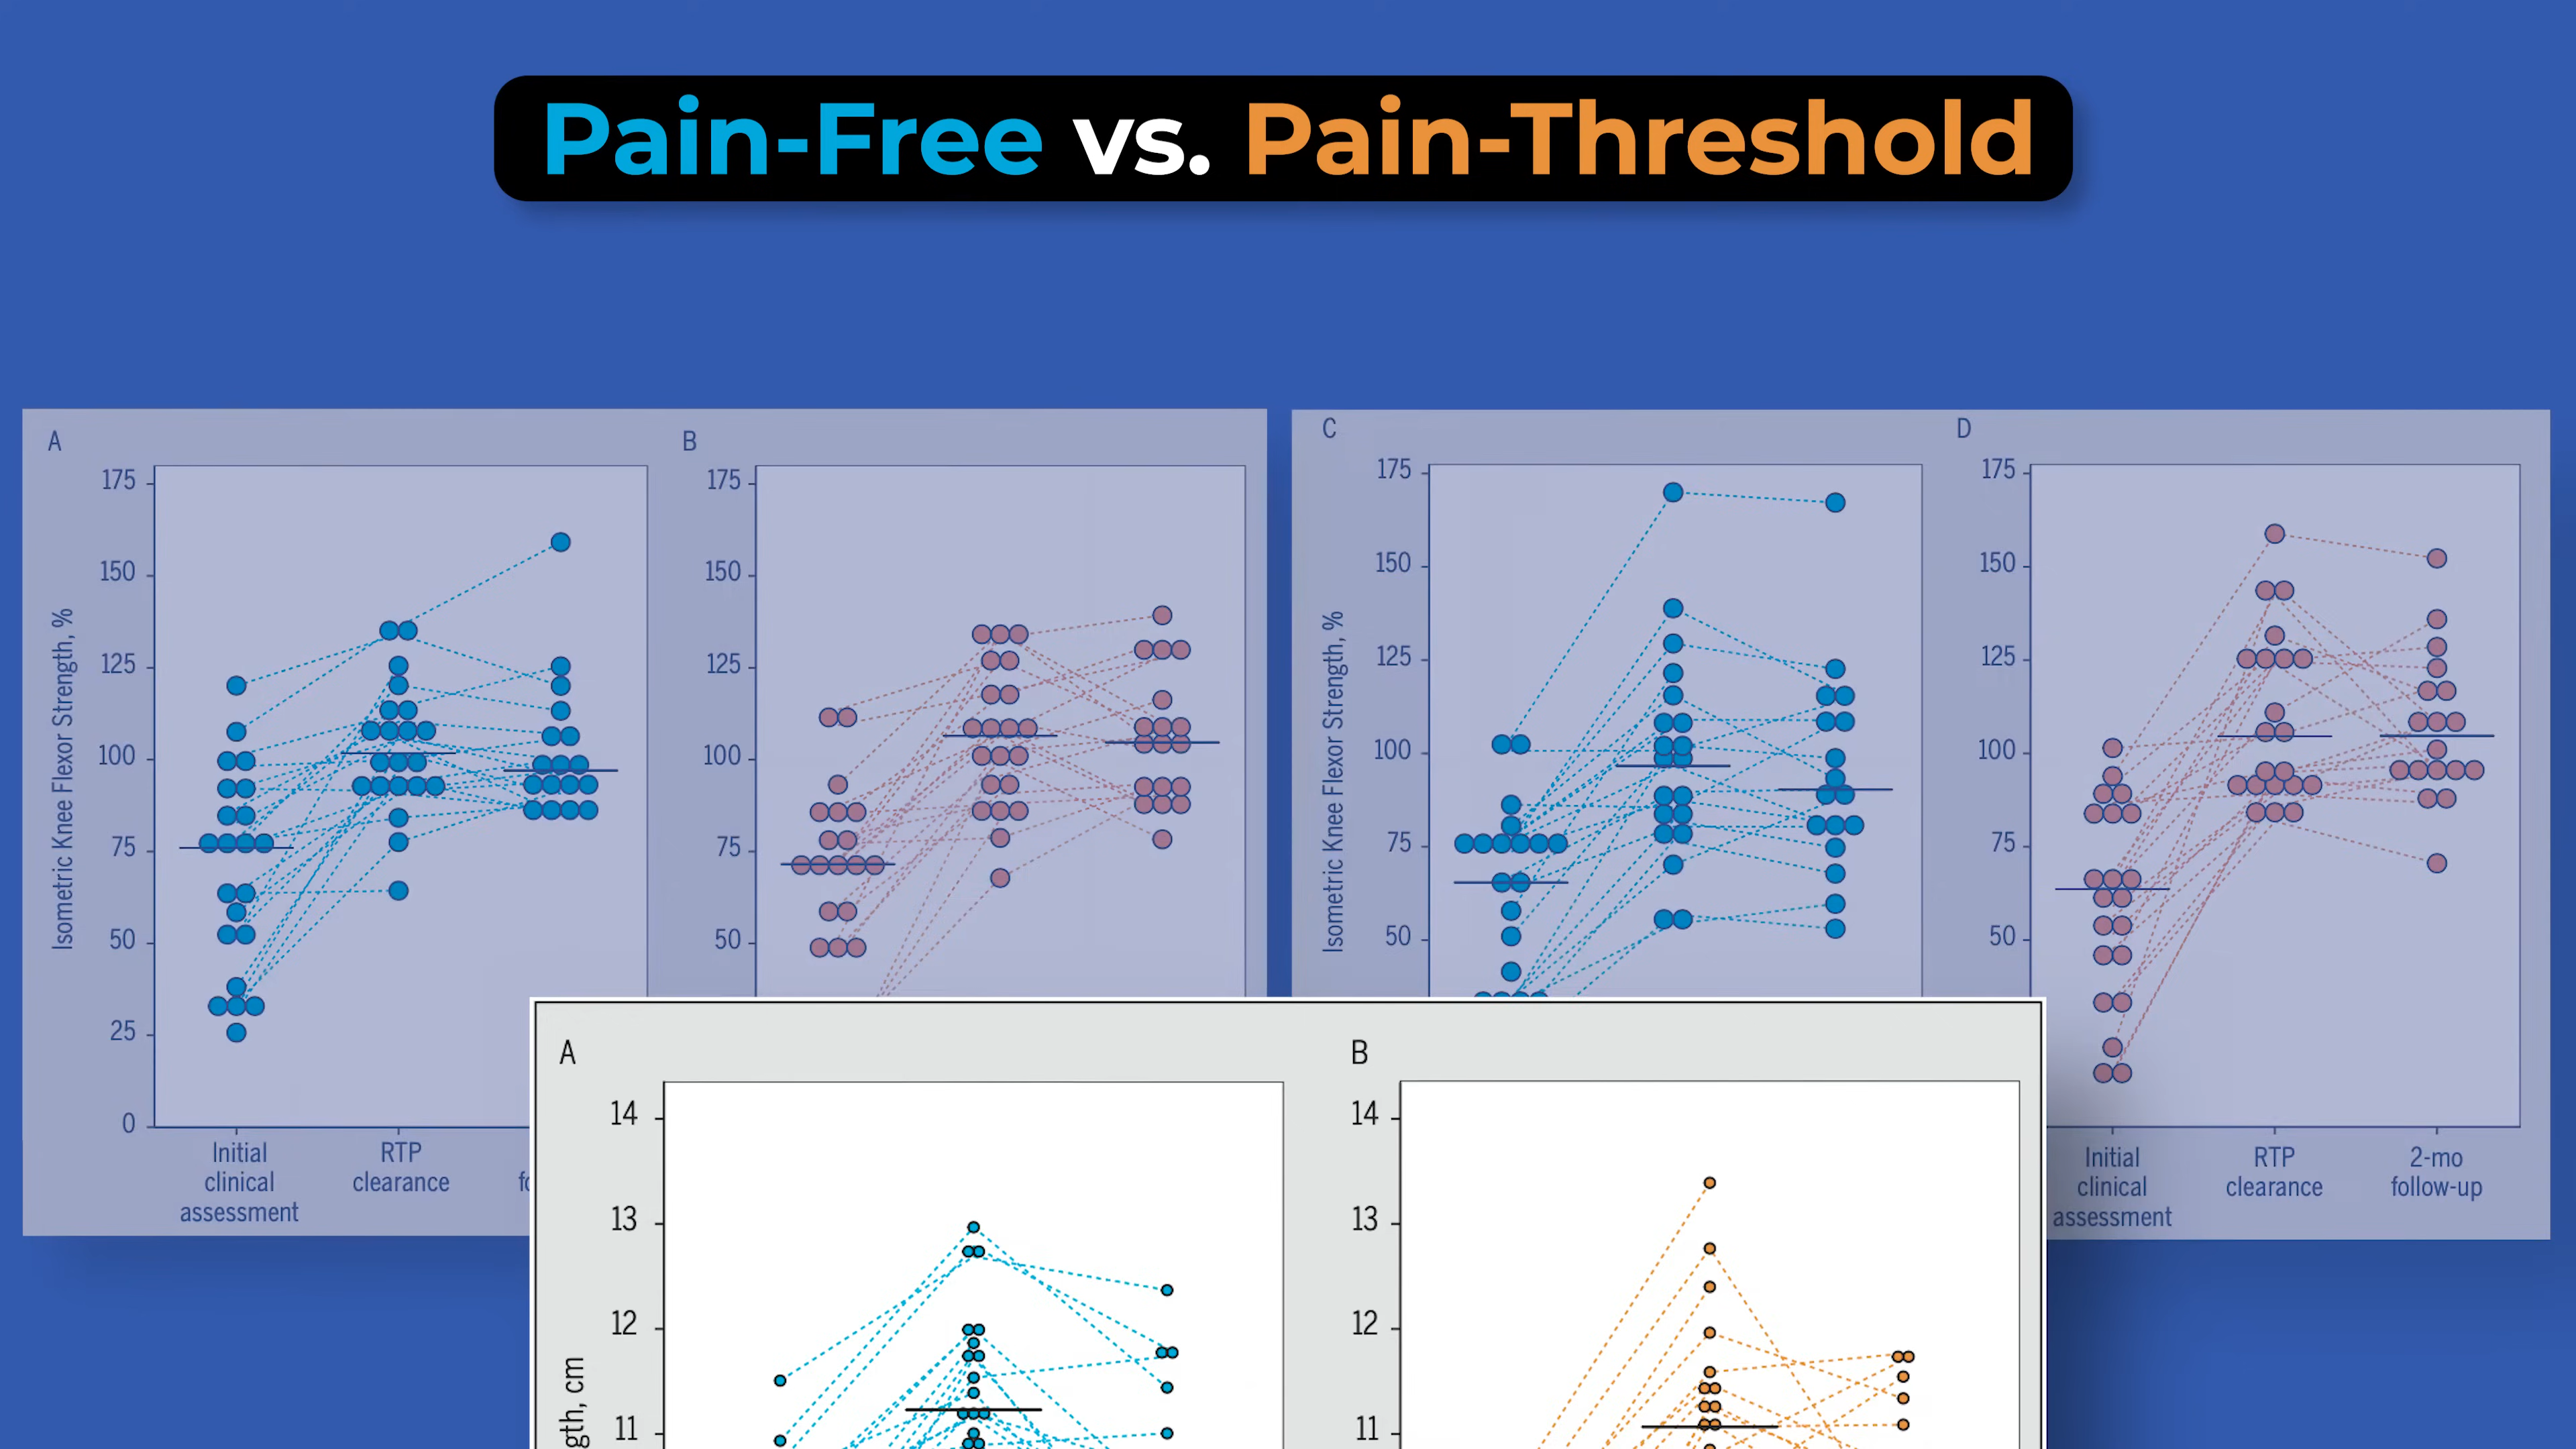 Pain-Free vs. Pain-Threshold
A
Isometric Knee Flexor Strength, %
175
150
125
100
75
50
25
0
Initial clinical assessment
RTP clearance
B
175
150
125
100
75
50
C
Isometric Knee Flexor Strength, %
175
150
125
100
75
50
D
175
150
125
100
75
50
Initial clinical assessment
RTP clearance
2-mo follow-up
A
14
13
12
11
cm
B
14
13
12
11